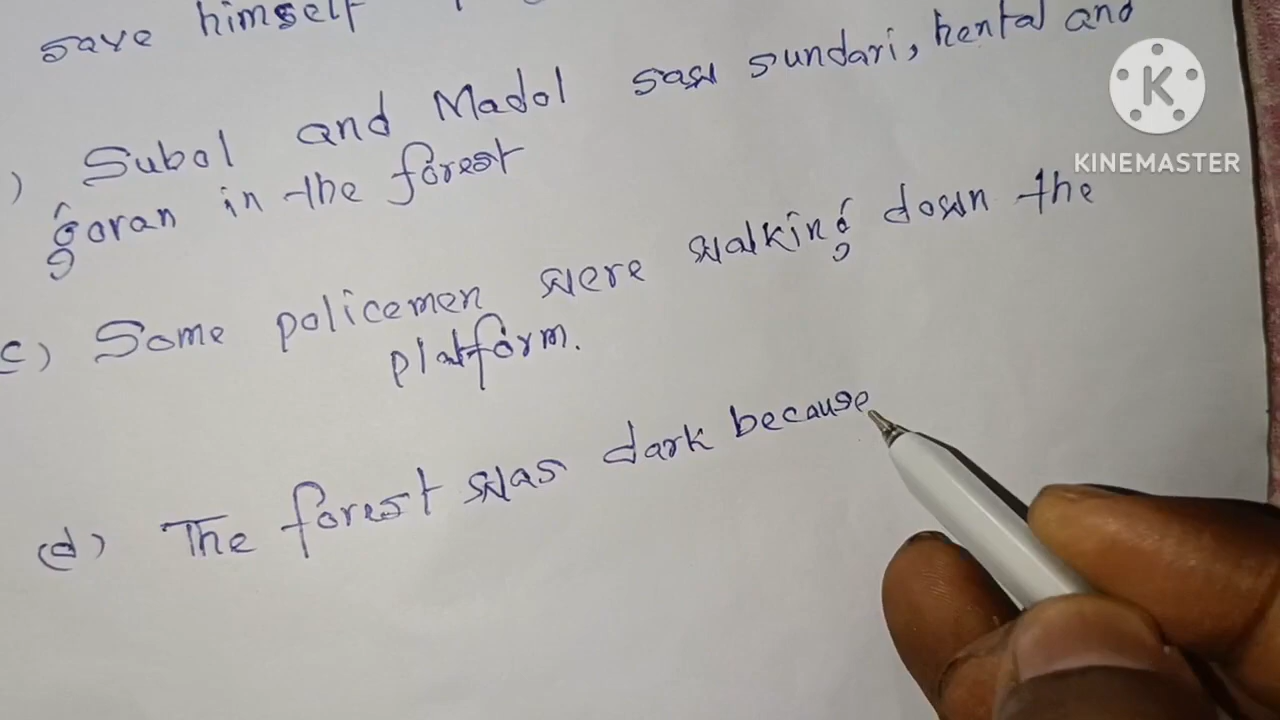 save himself
) Subol and Madol saw sundari, hental and
goran in the forest
c) Some policemen were walking down the
platform.
(d) The forest was dark because
K
KINEMASTER